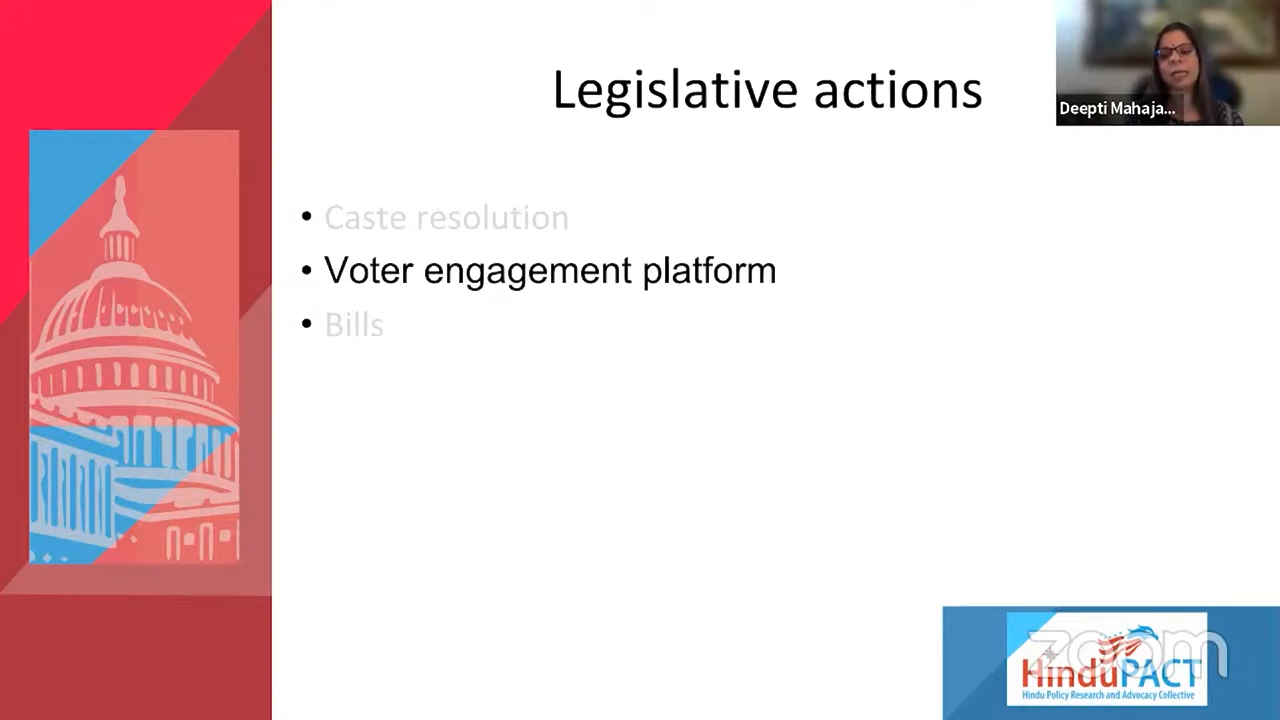 Legislative actions
Deepti Mahaja...
• Caste resolution
• Voter engagement platform
• Bills
zoom
HinduPACT
Hindu Policy Research and Advocacy Collective